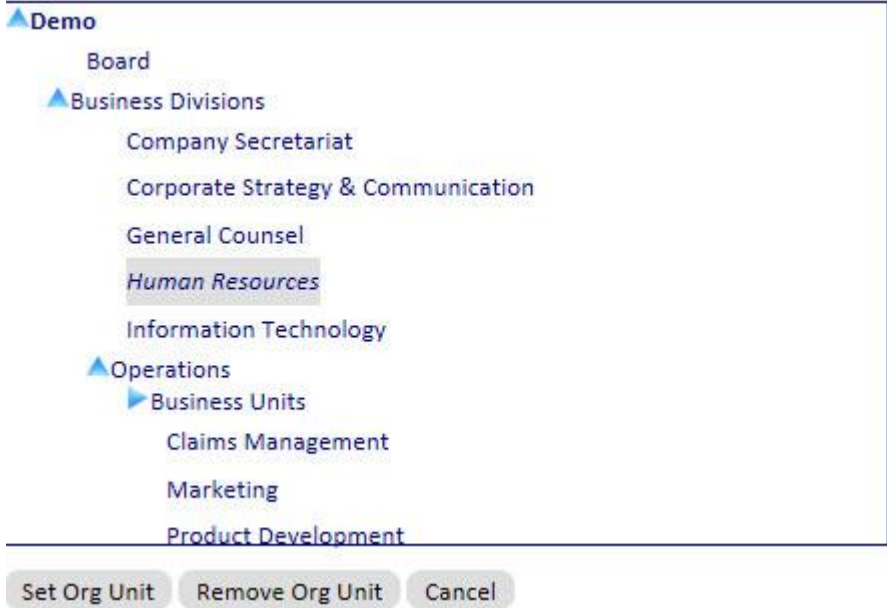 Demo
Board
Business Divisions
Company Secretariat
Corporate Strategy & Communication
General Counsel
Human Resources
Information Technology
Operations
Business Units
Claims Management
Marketing
Product Development
Set Org Unit Remove Org Unit Cancel